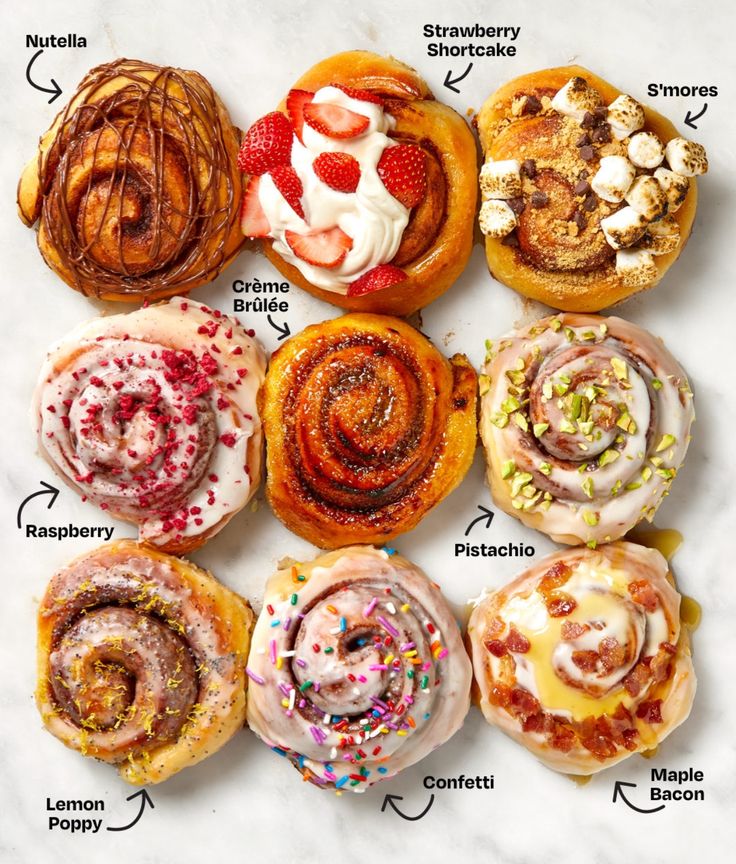 Nutella
Strawberry
Shortcake
S'mores
Crème
Brûlée
Raspberry
Pistachio
Lemon
Poppy
Confetti
Maple
Bacon